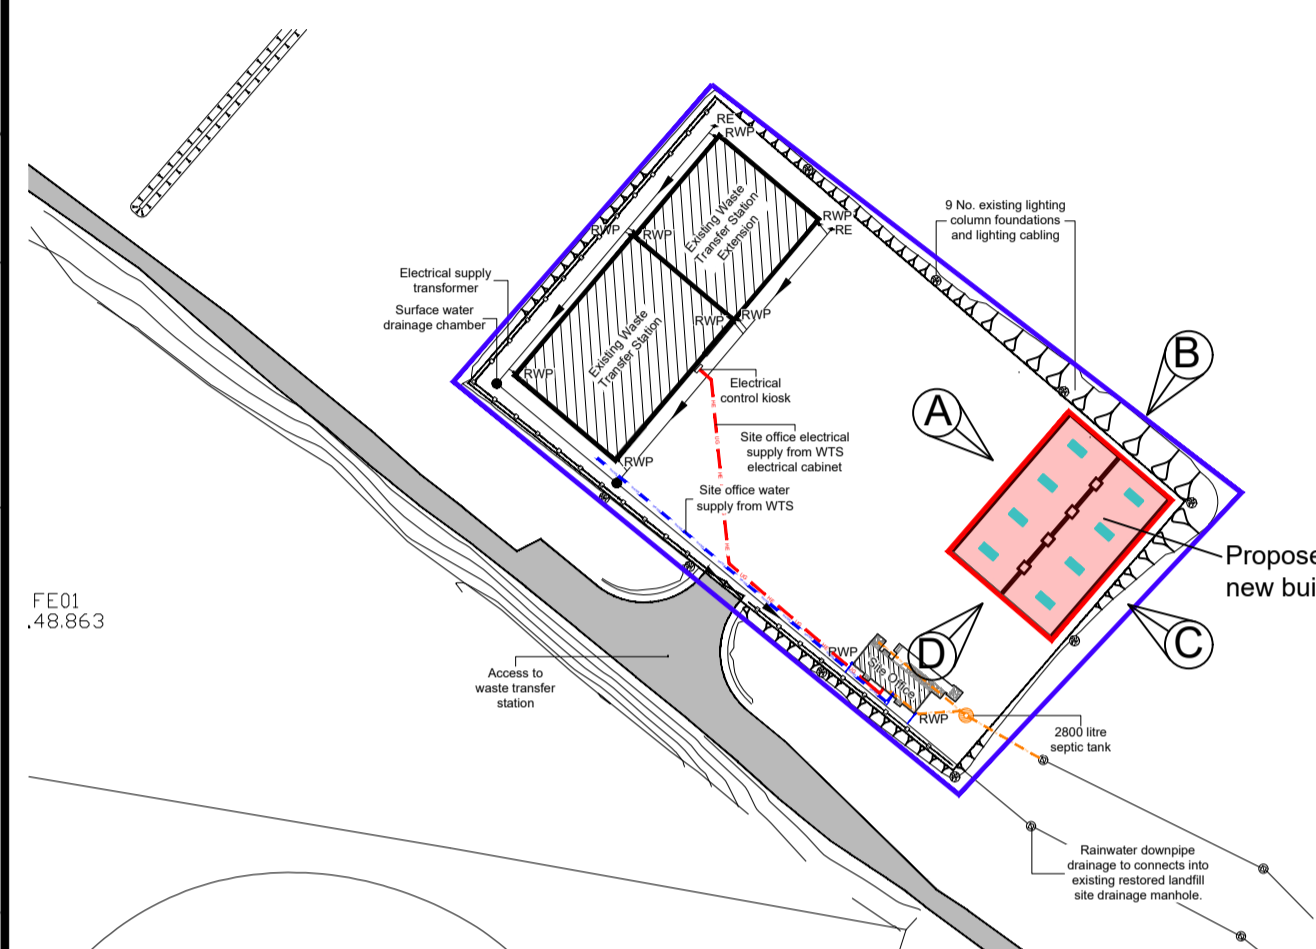 RE
RWP
9 No. existing lighting
column foundations
and lighting cabling
Existing Waste
Transfer Station
Extension
RWP
RE
RWP
RWP
Electrical supply
transformer
Surface water
drainage chamber
RWP
RWP
Existing Waste
Transfer Station
B
RWP
Electrical
control kiosk
A
Site office electrical
supply from WTS
electrical cabinet
RWP
Site office water
supply from WTS
Propose
new bui
FE01
.48.863
D
C
RWP
Site Office
Access to
waste transfer
station
RWP
2800 litre
septic tank
Rainwater downpipe
drainage to connects into
existing restored landfill
site drainage manhole.